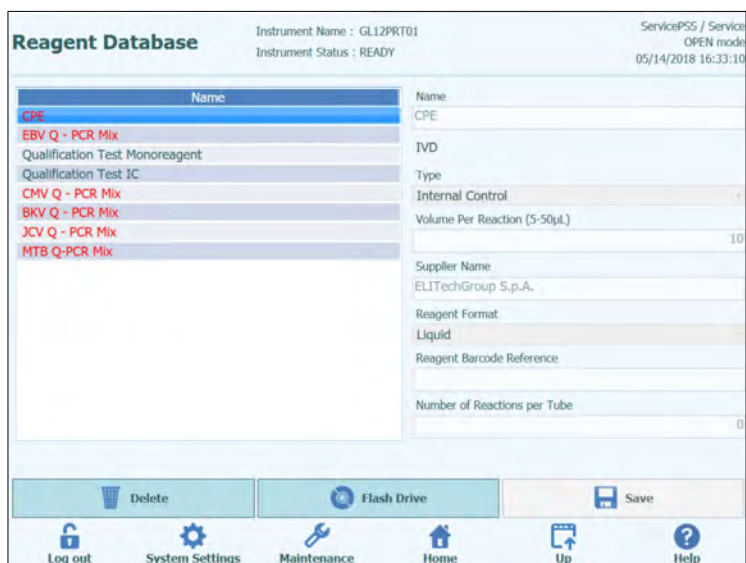 Reagent Database
Instrument Name : GL12PRT01
Instrument Status : READY
ServicePSS / Service
OPEN mode
05/14/2018 16:33:10
Name
CPE
EBV Q - PCR Mix
Qualification Test Monoreagent
Qualification Test IC
CMV Q - PCR Mix
BKV Q - PCR Mix
JCV Q - PCR Mix
MTB Q-PCR Mix
Name
CPE
IVD
Type
Internal Control
Volume Per Reaction (5-50µL)
10
Supplier Name
ELITechGroup S.p.A.
Reagent Format
Liquid
Reagent Barcode Reference
Number of Reactions per Tube
0
Delete
Flash Drive
Save
Log out
System Settings
Maintenance
Home
Up
Help